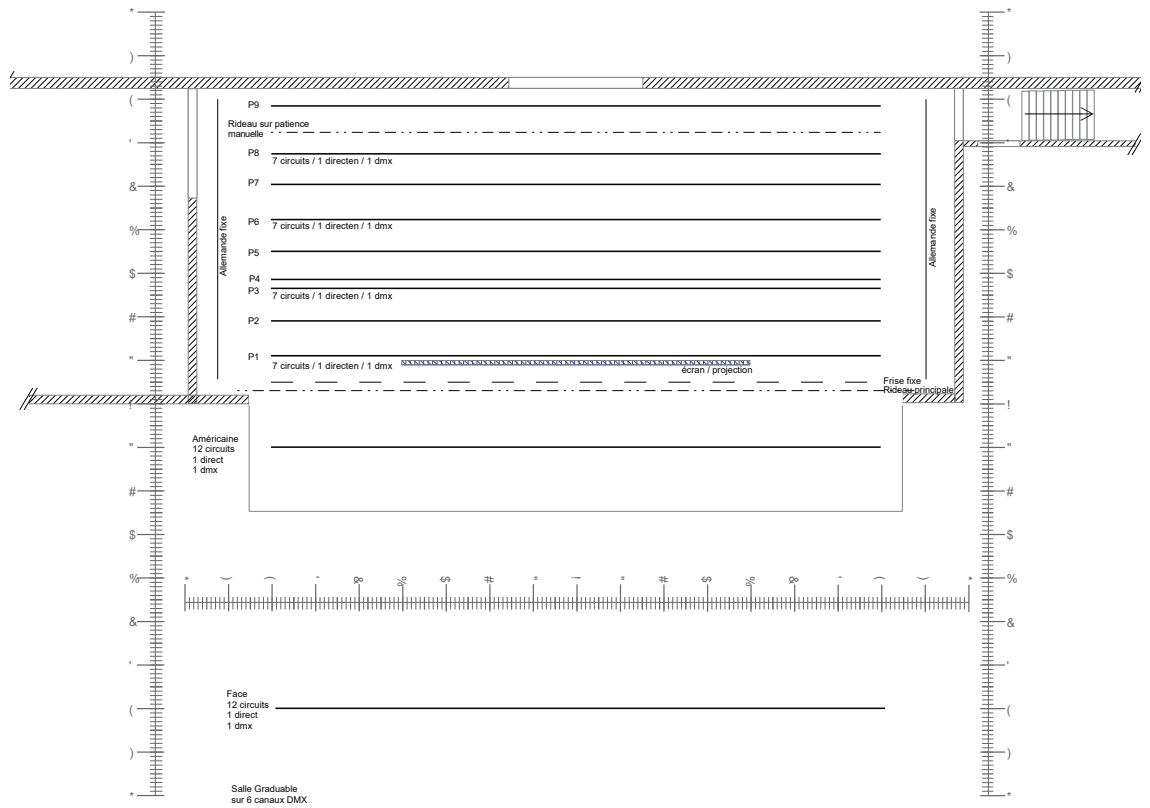 P9
Rideau sur patience
manuelle
P8
7 circuits / 1 directen / 1 dmx
P7
P6
7 circuits / 1 directen / 1 dmx
P5
P4
P3
7 circuits / 1 directen / 1 dmx
P2
P1
7 circuits / 1 directen / 1 dmx
écran / projection
Allemande fixe
Allemande fixe
Frise fixe
Rideau principale
Américaine
12 circuits
1 direct
1 dmx
Face
12 circuits
1 direct
1 dmx
Salle Graduable
sur 6 canaux DMX